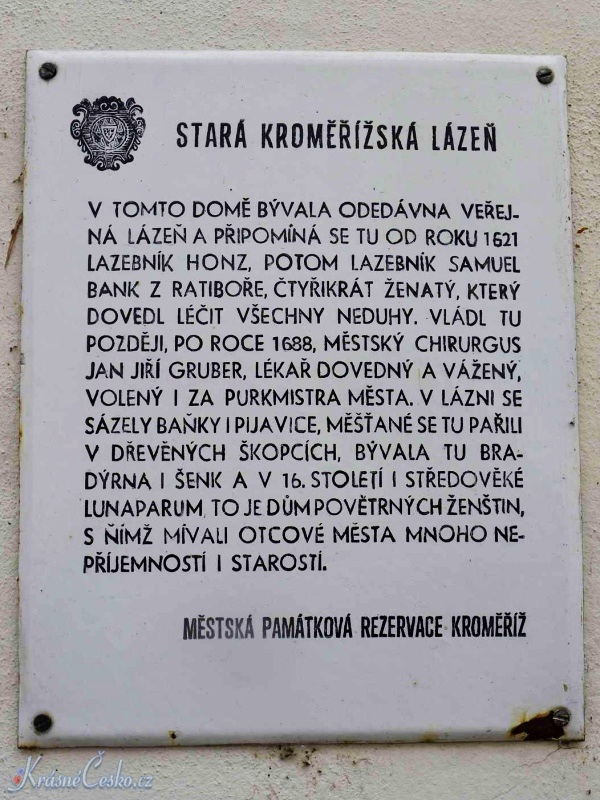 STARÁ KROMĚŘÍŽSKÁ LÁZEŇ
V TOMTO DOMĚ BÝVALA ODEDÁVNA VEŘEJ-
NÁ LÁZEŇ A PŘIPOMÍNÁ SE TU OD ROKU 1621
LAZEBNÍK HONZ, POTOM LAZEBNÍK SAMUEL
BANK Z RATIBOŘE, ČTYŘIKRÁT ŽENATÝ, KTERÝ
DOVEDL LÉČIT VŠECHNY NEDUHY. VLÁDL TU
POZDĚJI, PO ROCE 1688, MĚSTSKÝ CHIRURGUS
JAN JIŘÍ GRUBER, LÉKAŘ DOVEDNÝ A VÁŽENÝ,
VOLENÝ I ZA PURKMISTRA MĚSTA. V LÁZNI SE
SÁZELY BAŇKY I PIJAVICE, MĚŠŤANÉ SE TU PAŘILI
V DŘEVĚNÝCH ŠKOPCÍCH, BÝVALA TU BRA-
DÝRNA I ŠENK A V 16. STOLETÍ I STŘEDOVĚKÉ
LUNAPARUM, TO JE DŮM POVĚTRNÝCH ŽENŠTIN,
S ŇÍMŽ MÍVALI OTCOVÉ MĚSTA MNOHO NE-
PŘÍJEMNOSTÍ I STAROSTÍ.
MĚSTSKÁ PAMÁTKOVÁ REZERVACE KROMĚŘÍŽ
KrásnéČesko.cz